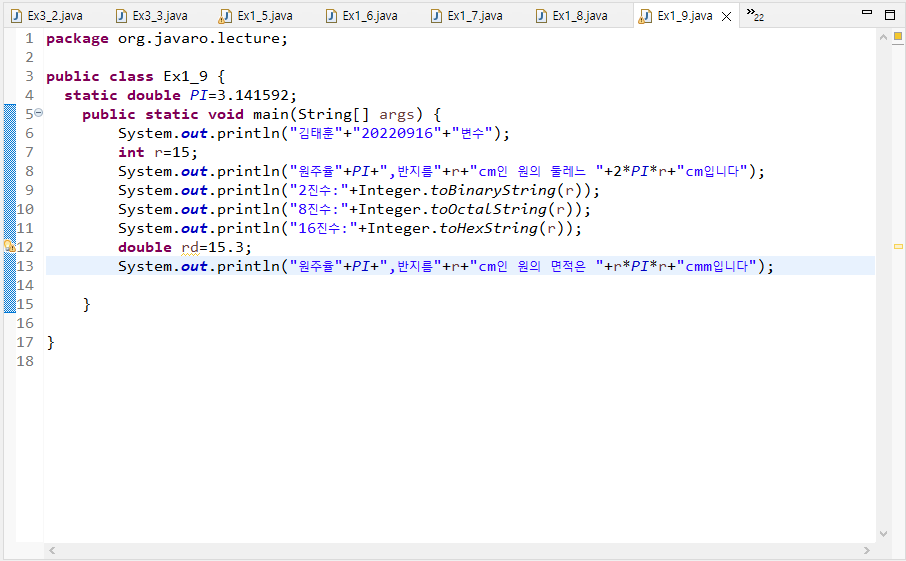 Ex3_2.java Ex3_3.java Ex1_5.java Ex1_6.java Ex1_7.java Ex1_8.java Ex1_9.java 22
1 package org.javaro.lecture;
2
3 public class Ex1_9 {
4 static double PI=3.141592;
5 public static void main(String[] args) {
6 System.out.println("김태훈"+"20220916"+"변수");
7 int r=15;
8 System.out.println("원주율"+PI+",반지름"+r+"cm인 원의 둘레느 "+2*PI*r+"cm입니다");
9 System.out.println("2진수:"+Integer.toBinaryString(r));
10 System.out.println("8진수:"+Integer.toOctalString(r));
11 System.out.println("16진수:"+Integer.toHexString(r));
12 double rd=15.3;
13 System.out.println("원주율"+PI+",반지름"+r+"cm인 원의 면적은 "+r*PI*r+"cmm입니다");
14
15 }
16
17 }
18